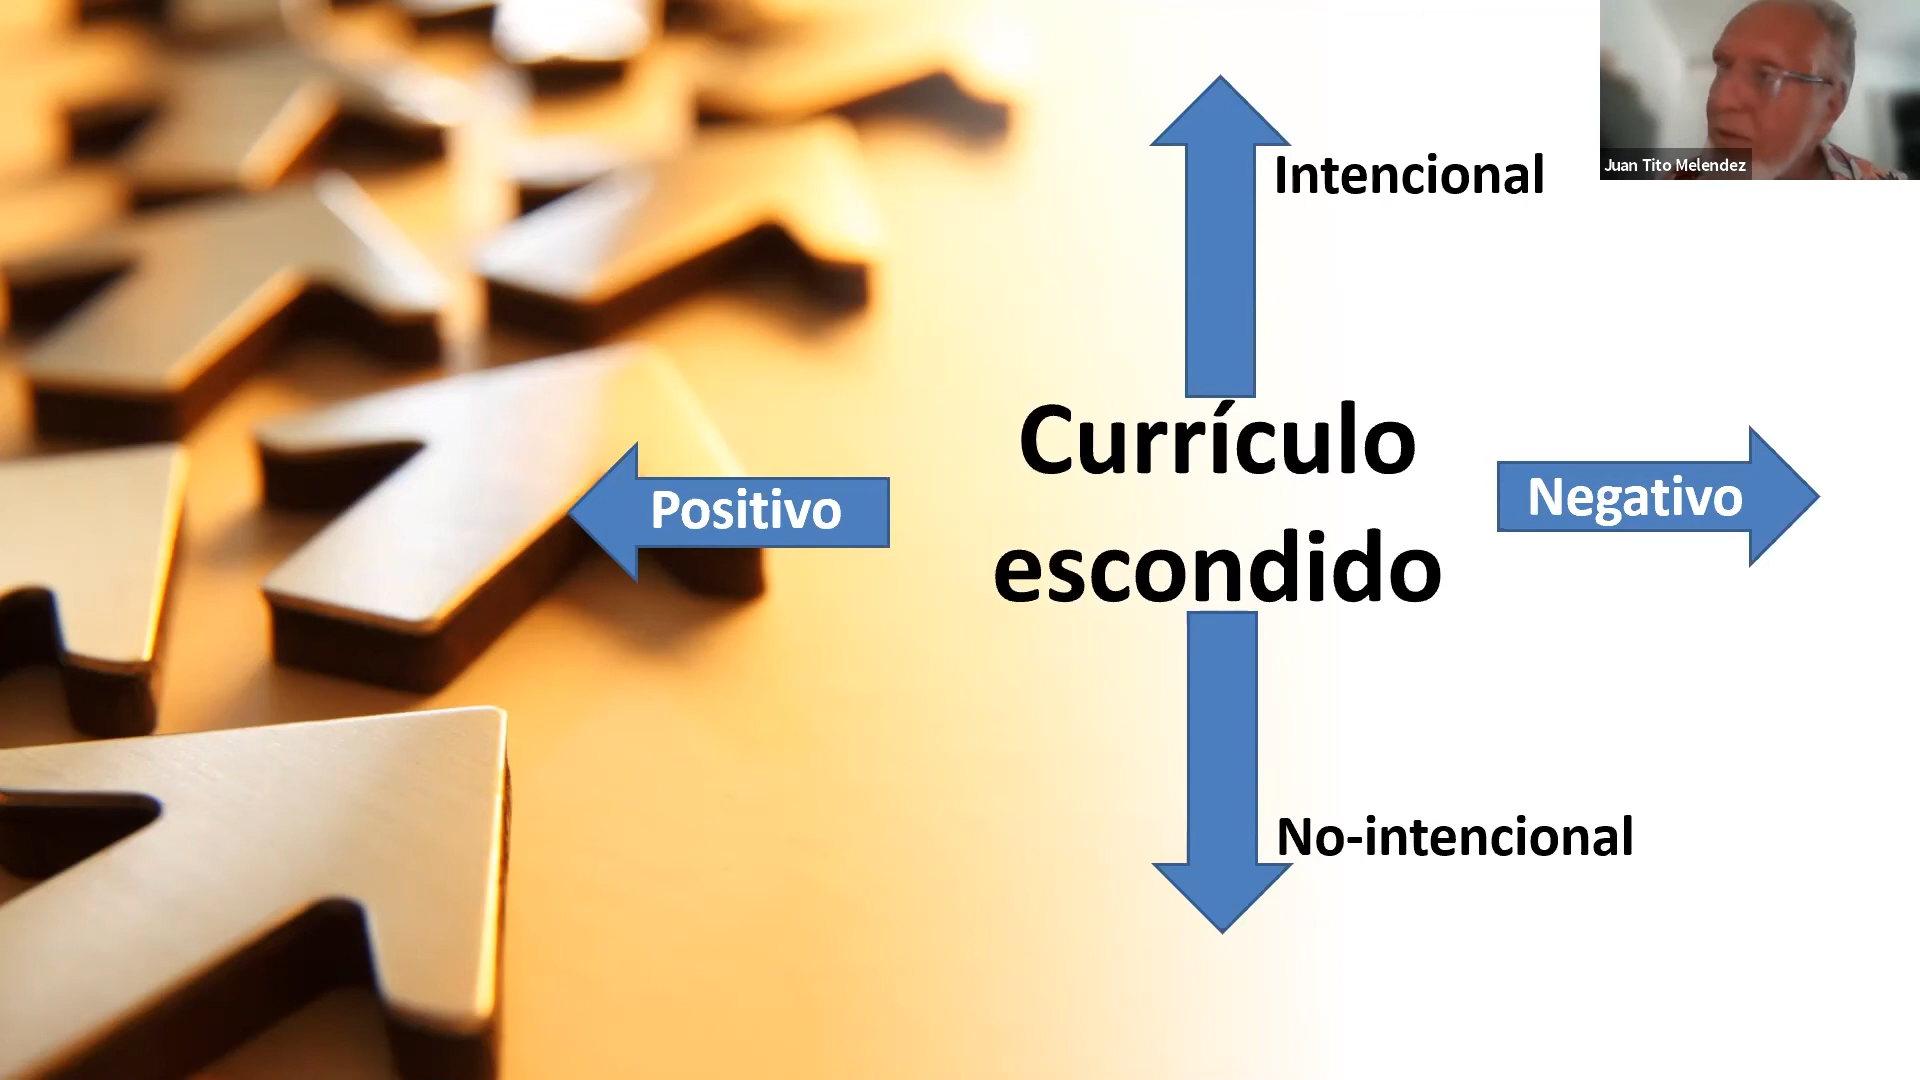 Juan Tito Melendez
Intencional
Currículo
escondido
Positivo
Negativo
No-intencional